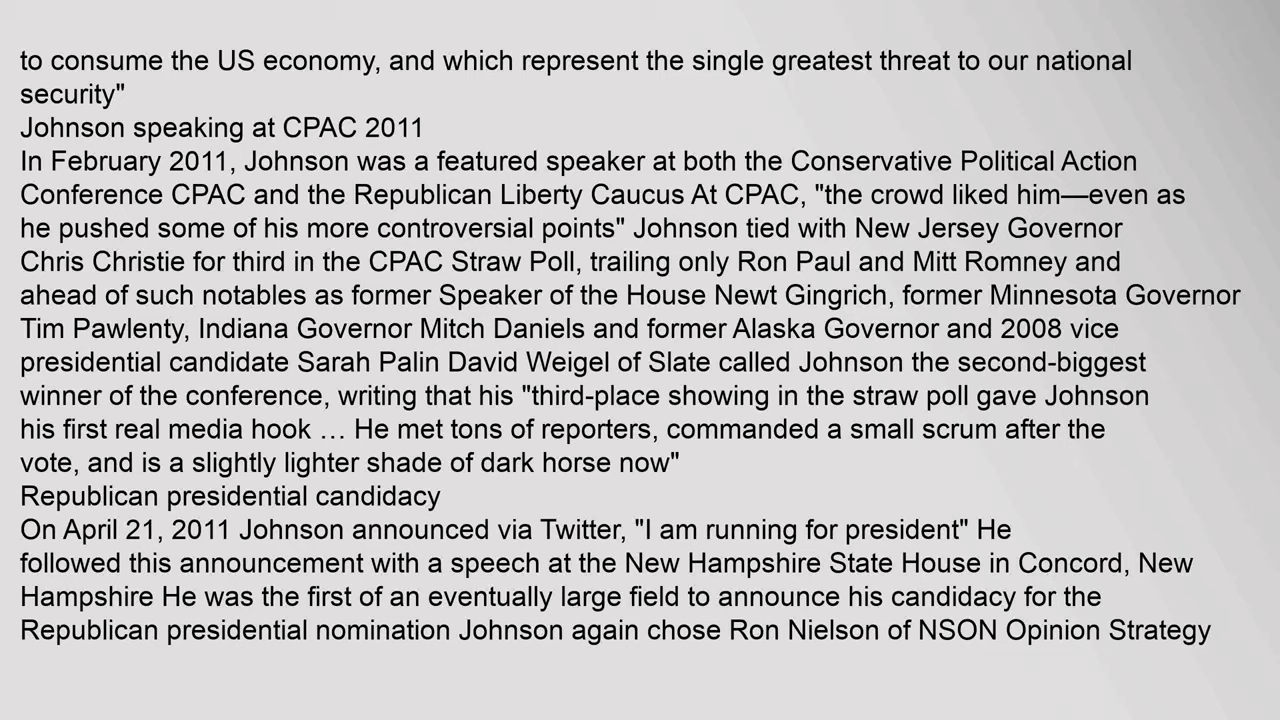 to consume the US economy, and which represent the single greatest threat to our national
security"
Johnson speaking at CPAC 2011
In February 2011, Johnson was a featured speaker at both the Conservative Political Action
Conference CPAC and the Republican Liberty Caucus At CPAC, "the crowd liked him—even as
he pushed some of his more controversial points" Johnson tied with New Jersey Governor
Chris Christie for third in the CPAC Straw Poll, trailing only Ron Paul and Mitt Romney and
ahead of such notables as former Speaker of the House Newt Gingrich, former Minnesota Governor
Tim Pawlenty, Indiana Governor Mitch Daniels and former Alaska Governor and 2008 vice
presidential candidate Sarah Palin David Weigel of Slate called Johnson the second-biggest
winner of the conference, writing that his "third-place showing in the straw poll gave Johnson
his first real media hook … He met tons of reporters, commanded a small scrum after the
vote, and is a slightly lighter shade of dark horse now"
Republican presidential candidacy
On April 21, 2011 Johnson announced via Twitter, "I am running for president" He
followed this announcement with a speech at the New Hampshire State House in Concord, New
Hampshire He was the first of an eventually large field to announce his candidacy for the
Republican presidential nomination Johnson again chose Ron Nielson of NSON Opinion Strategy